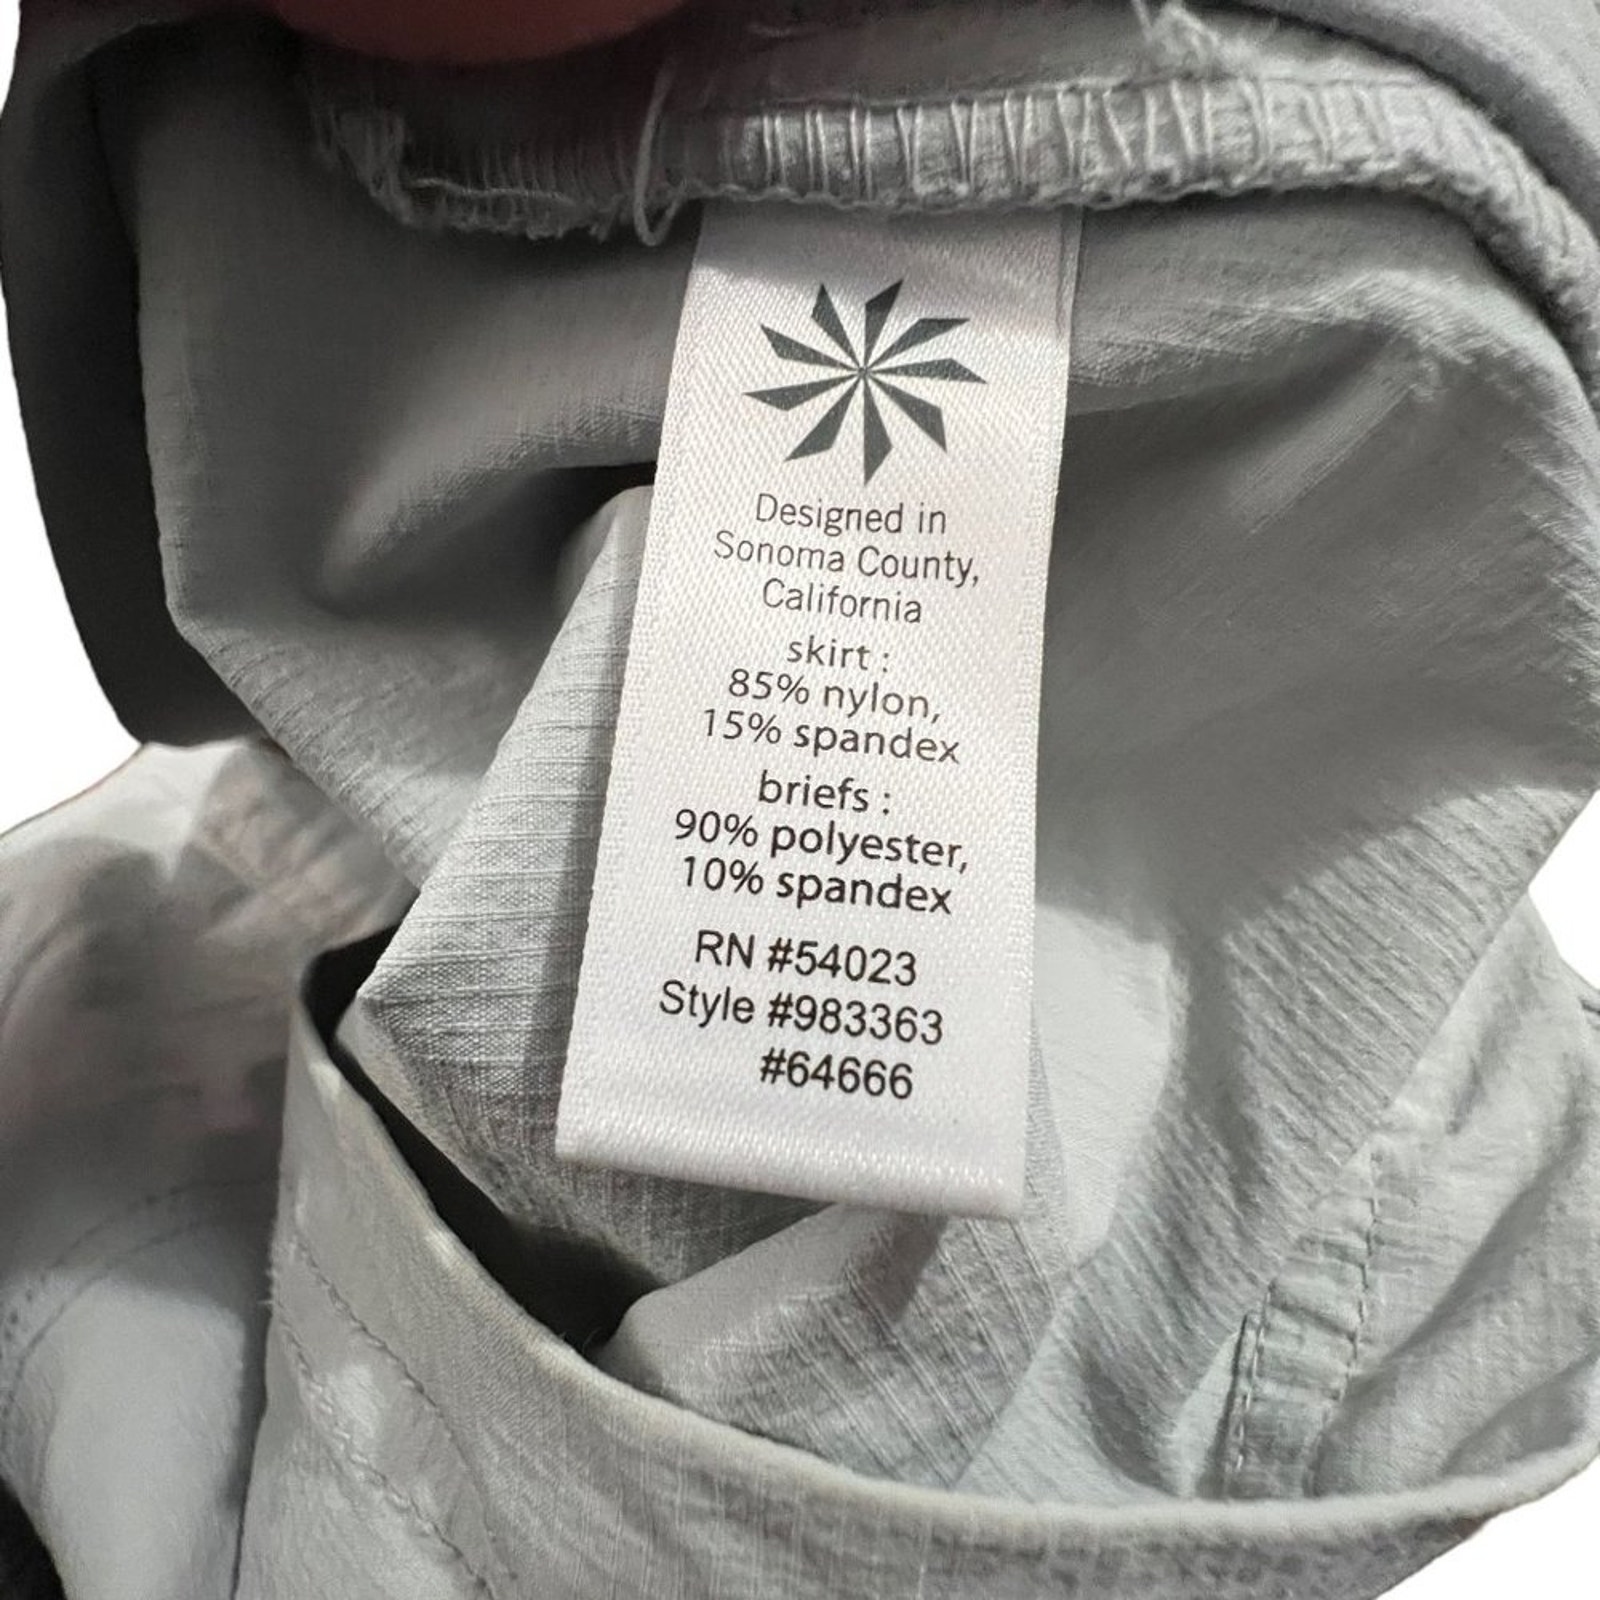 Designed in
Sonoma County,
California
skirt :
85% nylon,
15% spandex
briefs :
90% polyester,
10% spandex
RN #54023
Style #983363
#64666